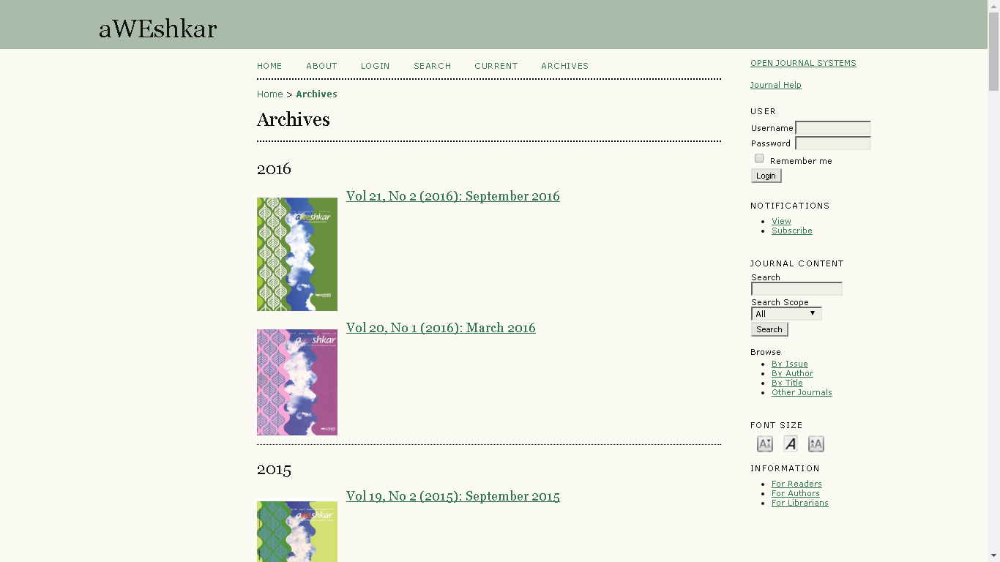 aWEshkar
HOME ABOUT LOGIN SEARCH CURRENT ARCHIVES
Home > Archives
Archives
2016
Vol 21, No 2 (2016): September 2016
aweshkar
Vol 20, No 1 (2016): March 2016
a shkar
2015
Vol 19, No 2 (2015): September 2015
aweshkar
OPEN JOURNAL SYSTEMS
Journal Help
USER
Username
Password
Remember me
Login
NOTIFICATIONS
View
Subscribe
JOURNAL CONTENT
Search
Search Scope
All
Search
Browse
By Issue
By Author
By Title
Other Journals
FONT SIZE
A
INFORMATION
For Readers
For Authors
For Librarians